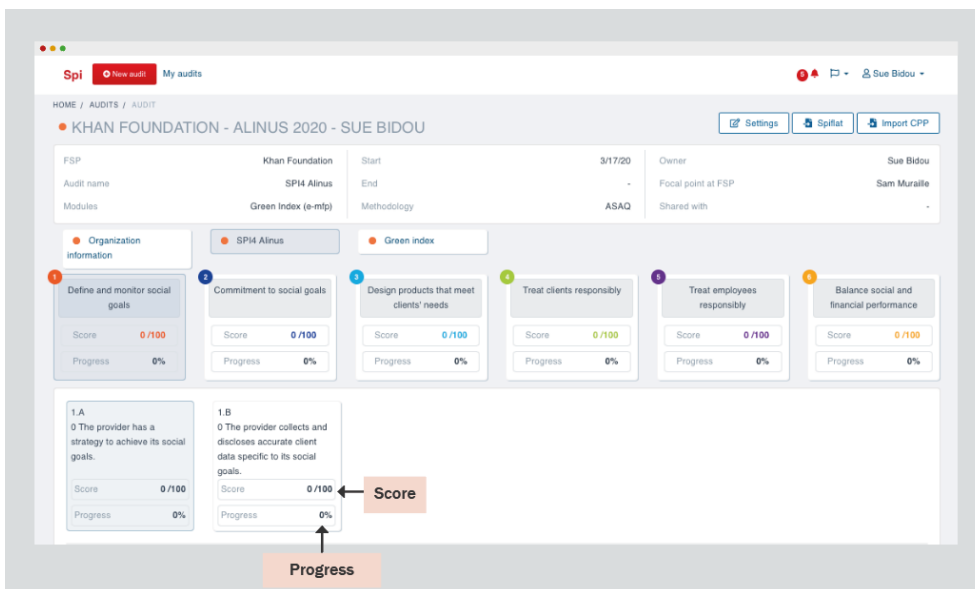 Spi
New audit
My audits
5
Sue Bidou
HOME / AUDITS / AUDIT
KHAN FOUNDATION - ALINUS 2020 - SUE BIDOU
Settings
Spiflat
Import CPP
FSP Khan Foundation
Start 3/17/20
Owner Sue Bidou
Audit name SPI4 Alinus
End -
Focal point at FSP Sam Muraille
Modules Green Index (e-mfp)
Methodology ASAQ
Shared with -
Organization
information
SPI4 Alinus
Green index
1
Define and monitor social
goals
Score 0 /100
Progress 0%
2
Commitment to social goals
Score 0 /100
Progress 0%
3
Design products that meet
clients' needs
Score 0 /100
Progress 0%
4
Treat clients responsibly
Score 0 /100
Progress 0%
5
Treat employees
responsibly
Score 0 /100
Progress 0%
6
Balance social and
financial performance
Score 0 /100
Progress 0%
1.A
0 The provider has a
strategy to achieve its social
goals.
Score 0 /100
Progress 0%
1.B
0 The provider collects and
discloses accurate client
data specific to its social
goals.
Score 0 /100
Progress 0%
Score
Progress